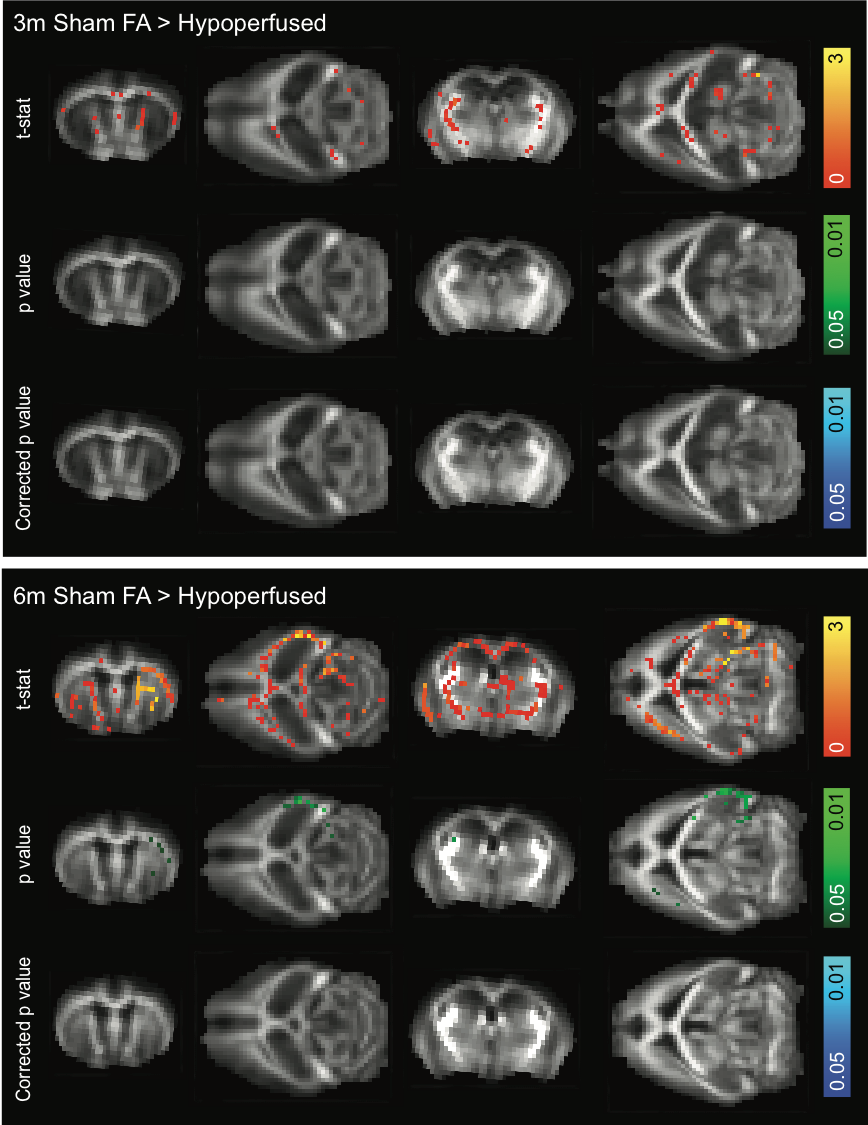 3m Sham FA > Hypoperfused
t-stat
0 3
p value
0.05 0.01
Corrected p value
0.05 0.01
6m Sham FA > Hypoperfused
t-stat
0 3
p value
0.05 0.01
Corrected p value
0.05 0.01